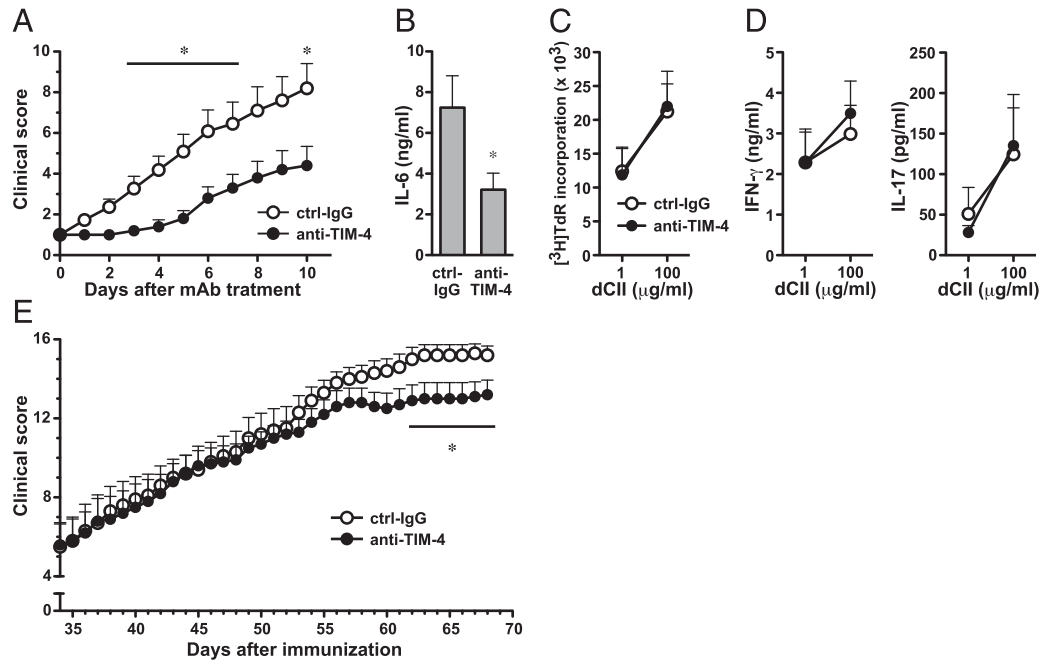 A
Clinical score
10
8
6
4
2
0
*
*
ctrl-IgG
anti-TIM-4
0 2 4 6 8 10
Days after mAb tratment
B
IL-6 (ng/ml)
10
8
6
4
2
0
*
ctrl- anti-
IgG TIM-4
C
[³H]TdR incorporation (x 10³)
30
25
20
15
10
5
0
ctrl-IgG
anti-TIM-4
1 100
dCII (μg/ml)
D
IFN-γ (ng/ml)
5
4
3
2
1
0
1 100
dCII (μg/ml)
IL-17 (pg/ml)
250
200
150
100
50
0
1 100
dCII (μg/ml)
E
Clinical score
16
12
8
4
0
*
ctrl-IgG
anti-TIM-4
35 40 45 50 55 60 65 70
Days after immunization